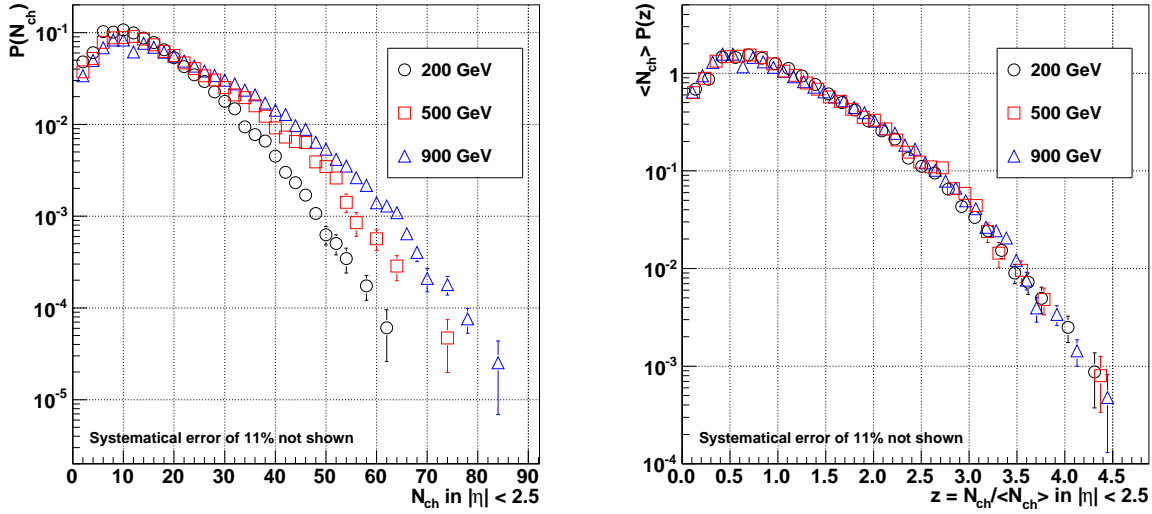 P(N_ch)
10^-1
10^-2
10^-3
10^-4
10^-5
200 GeV
500 GeV
900 GeV
Systematical error of 11% not shown
0 10 20 30 40 50 60 70 80 90
N_ch in |η| < 2.5
<N_ch> P(z)
1
10^-1
10^-2
10^-3
10^-4
200 GeV
500 GeV
900 GeV
Systematical error of 11% not shown
0.0 0.5 1.0 1.5 2.0 2.5 3.0 3.5 4.0 4.5
z = N_ch/<N_ch> in |η| < 2.5